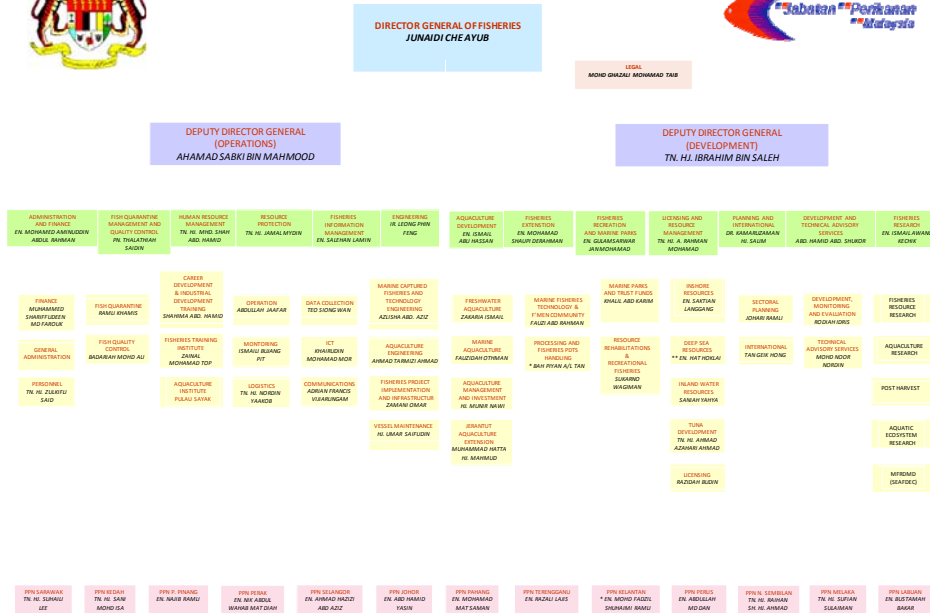 "Jabatan "Perikanan
"Malaysia
DIRECTOR GENERAL OF FISHERIES
JUNAIDI CHE AYUB
LEGAL
MOHD GHAZALI MOHAMAD TAIB
DEPUTY DIRECTOR GENERAL
(OPERATIONS)
AHAMAD SABKI BIN MAHMOOD
DEPUTY DIRECTOR GENERAL
(DEVELOPMENT)
TN. HJ. IBRAHIM BIN SALEH
ADMINISTRATION
AND FINANCE
EN. MOHAMED AMINUDDIN
ABDUL RAHMAN
FISH QUARANTINE
MANAGEMENT AND
QUALITY CONTROL
PN. THALATHIAH
SAIDIN
HUMAN RESOURCE
MANAGEMENT
TN. HJ. MHD. SHAH
ABD. HAMID
RESOURCE
PROTECTION
TN. HJ. JAMAL MYDIN
FISHERIES
INFORMATION
MANAGEMENT
EN. SALEHAN LAMIN
ENGINEERING
IR. LEONG PHIN
FENG
AQUACULTURE
DEVELOPMENT
EN. ISMAIL
ABU HASSAN
FISHERIES
EXTENSION
EN. MOHAMAD
SHAUPI DERAHMAN
FISHERIES
RECREATION
AND MARINE PARKS
EN. GULAMSARWAR
JANMOHAMAD
LICENSING AND
RESOURCE
MANAGEMENT
TN. HJ. A. RAHMAN
MOHAMAD
PLANNING AND
INTERNATIONAL
DR. KAMARUZAMAN
HJ. SALIM
DEVELOPMENT AND
TECHNICAL ADVISORY
SERVICES
ABD. HAMID ABD. SHUKOR
FISHERIES
RESEARCH
EN. ISMAIL AWANG
KECHIK
FINANCE
MUHAMMED
SHARIFFUDEEN
MD FAROUK
GENERAL
ADMINISTRATION
PERSONNEL
TN. HJ. ZULKIFLI
SAID
FISH QUARANTINE
RAMLI KHAMIS
FISH QUALITY
CONTROL
BADARIAH MOHD ALI
CAREER
DEVELOPMENT
& INDUSTRIAL
DEVELOPMENT
TRAINING
SHAHIMA ABD. HAMID
FISHERIES TRAINING
INSTITUTE
ZAINAL
MOHAMAD TOP
AQUACULTURE
INSTITUTE
PULAU SAYAK
OPERATION
ABDULLAH JAAFAR
MONTORING
ISMAILI BUJANG
PIT
LOGISTICS
TN. HJ. NORDIN
YAAKOB
DATA COLLECTION
TEO SIONG WAN
ICT
KHAIRUDIN
MOHAMAD MOR
COMMUNICATIONS
ADRIAN FRANCIS
VIJIARUNGAM
MARINE CAPTURED
FISHERIES AND
TECHNOLOGY
ENGINEERING
AZLISHA ABD. AZIZ
AQUACULTURE
ENGINEERING
AHMAD TARMIZI AHMAD
FISHERIES PROJECT
IMPLEMENTATION
AND INFRASTRUCTUR
ZAMANI OMAR
VESSEL MAINTENANCE
HJ. UMAR SAIFUDIN
FRESHWATER
AQUACULTURE
ZAKARIA ISMAIL
MARINE
AQUACULTURE
FAUZIDAH OTHMAN
AQUACULTURE
MANAGEMENT
AND INVESTMENT
HJ. MUNIR NAWI
JERANTUT
AQUACULTURE
EXTENSION
MUHAMMAD HATTA
HJ. MAHMUD
MARINE FISHERIES
TECHNOLOGY &
F'MEN COMMUNITY
FAUZI ABD RAHMAN
PROCESSING AND
FISHERIES POTS
HANDLING
* BAH PIYAN A/L TAN
MARINE PARKS
AND TRUST FUNDS
KHALIL ABD KARIM
RESOURCE
REHABILITATIONS
&
RECREATIONAL
FISHERIES
SUKARNO
WAGIMAN
INSHORE
RESOURCES
EN. SAKTIAN
LANGGANG
DEEP SEA
RESOURCES
** EN. HAT HOKLAI
INLAND WATER
RESOURCES
SANIAH YAHYA
TUNA
DEVELOPMENT
TN. HJ. AHMAD
AZAHARI AHMAD
LICENSING
RAZIDAH BUDIN
SECTORAL
PLANNING
JOHARI RAMLI
INTERNATIONAL
TAN GEIK HONG
DEVELOPMENT,
MONITORING
AND EVALUATION
RODIAH IDRIS
TECHNICAL
ADVISORY SERVICES
MOHD NOOR
NORDIN
FISHERIES
RESOURCE
RESEARCH
AQUACULTURE
RESEARCH
POST HARVEST
AQUATIC
ECOSYSTEM
RESEARCH
MFRDMD
(SEAFDEC)
PPN SARAWAK
TN. HJ. SUHAILI
LEE
PPN KEDAH
TN. HJ. SANI
MOHD ISA
PPN P. PINANG
EN. NAJIB RAMLI
PPN PERAK
EN. NIK ABDUL
WAHAB MAT DIAH
PPN SELANGOR
EN. AHMAD HAZIZI
ABD AZIZ
PPN JOHOR
EN. ABD HAMID
YASIN
PPN PAHANG
EN. MOHAMAD
MAT SAMAN
PPN TERENGGANU
EN. RAZALI LAJIS
PPN KELANTAN
* EN. MOHD FADZIL
SHUHAIMI RAMLI
PPN PERLIS
EN. ABDULLAH
MD DAN
PPN N. SEMBILAN
TN. HJ. RAIHAN
SH. HJ. AHMAD
PPN MELAKA
TN. HJ. SUFIAN
SULAIMAN
PPN LABUAN
EN. BUSTAMAH
BAKAR